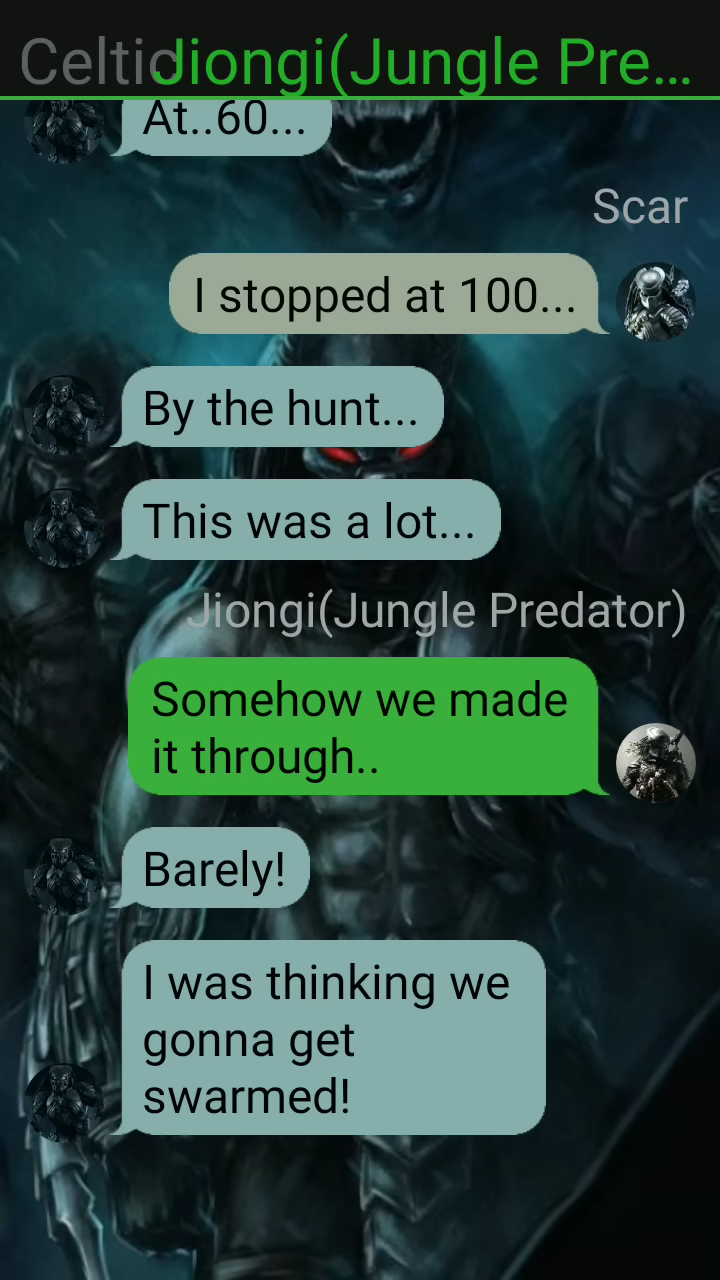 Celtic
Jiongi(Jungle Pre...
At..60...
Scar
I stopped at 100...
By the hunt...
This was a lot...
Jiongi(Jungle Predator)
Somehow we made
it through..
Barely!
I was thinking we
gonna get
swarmed!